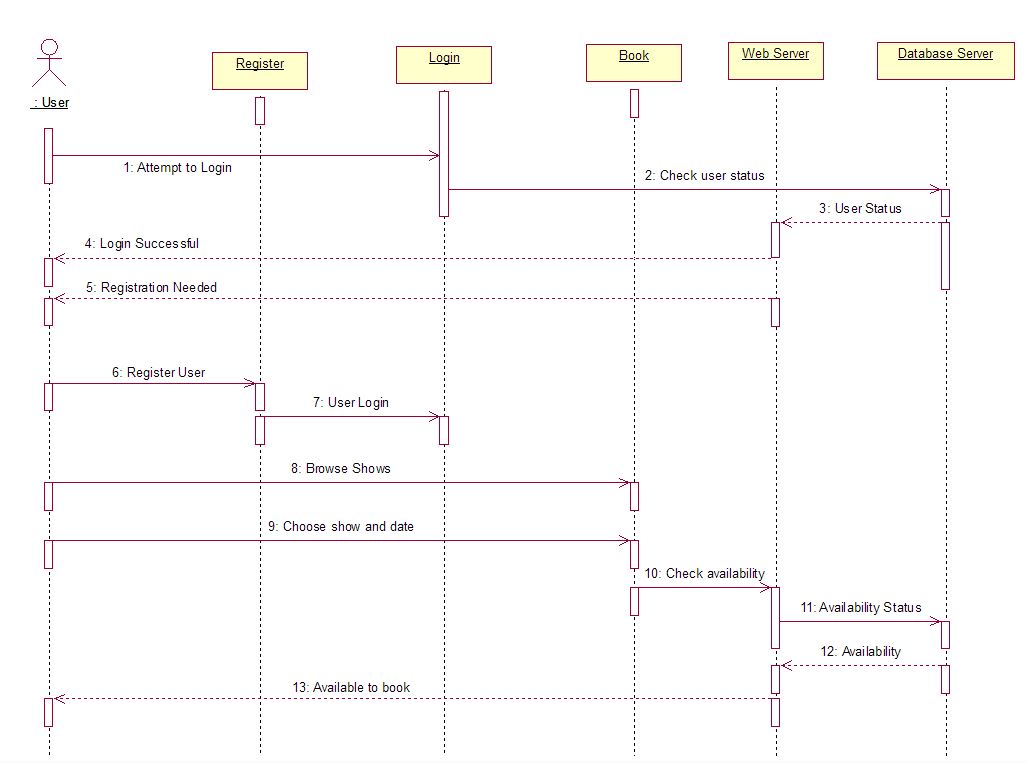 Register
Login
Book
Web Server
Database Server
: User
1: Attempt to Login
2: Check user status
3: User Status
4: Login Successful
5: Registration Needed
6: Register User
7: User Login
8: Browse Shows
9: Choose show and date
10: Check availability
11: Availability Status
12: Availability
13: Available to book